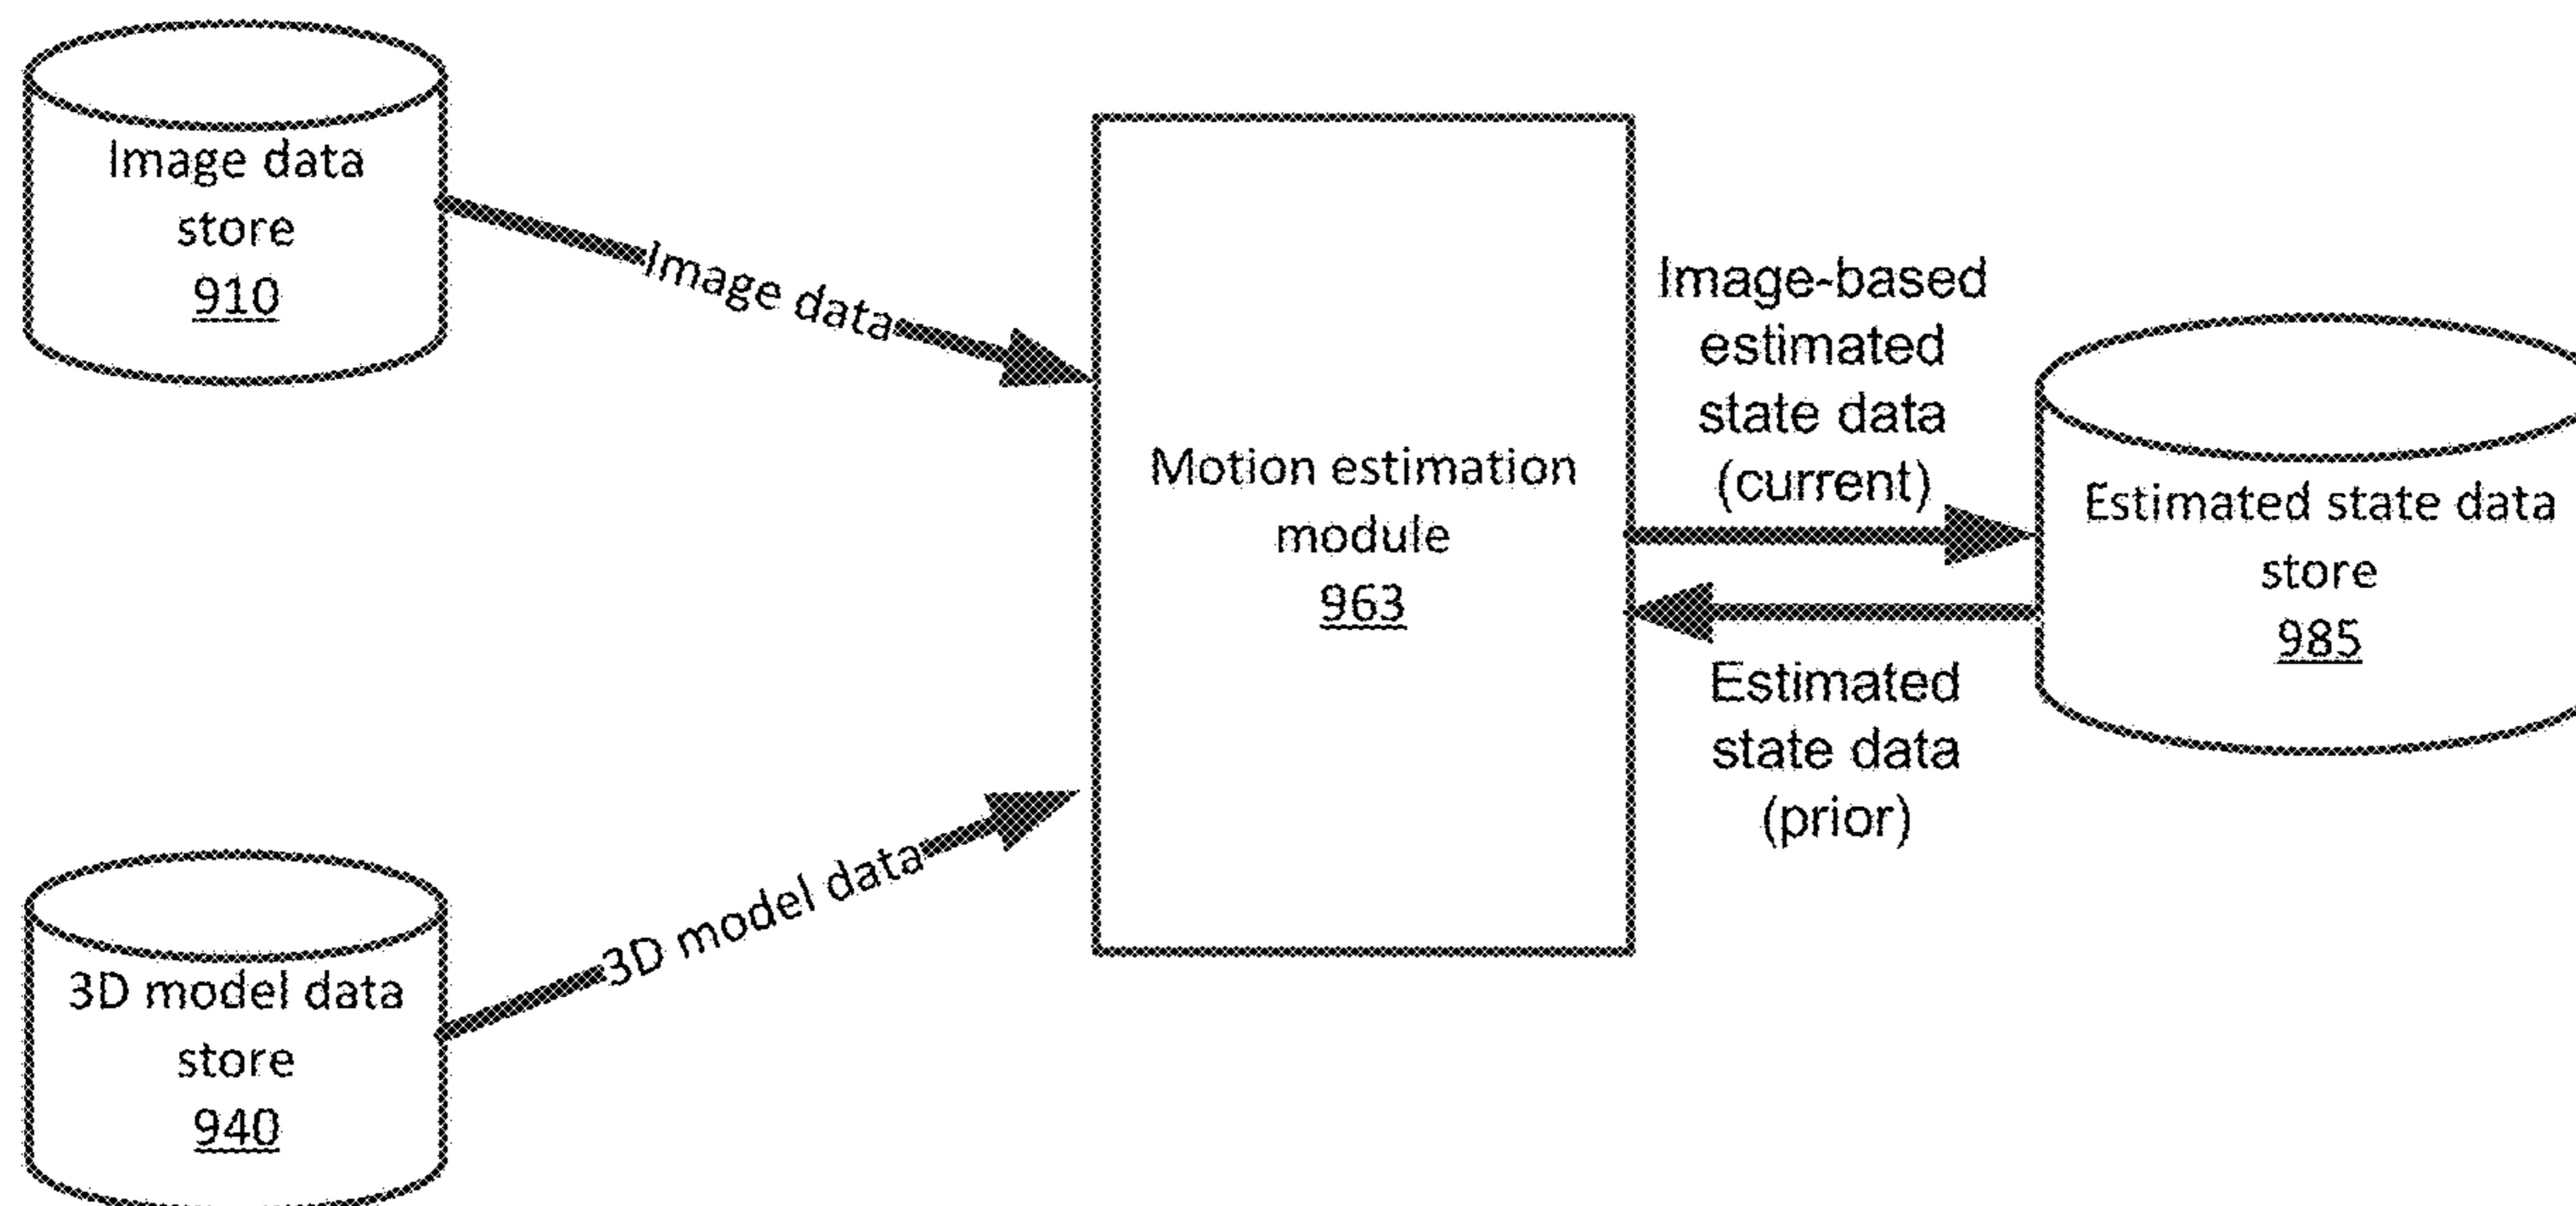 Image data
store
910
Image data
Motion estimation
module
963
Image-based
estimated
state data
(current)
Estimated
state data
(prior)
Estimated state data
store
985
3D model data
3D model data
store
940